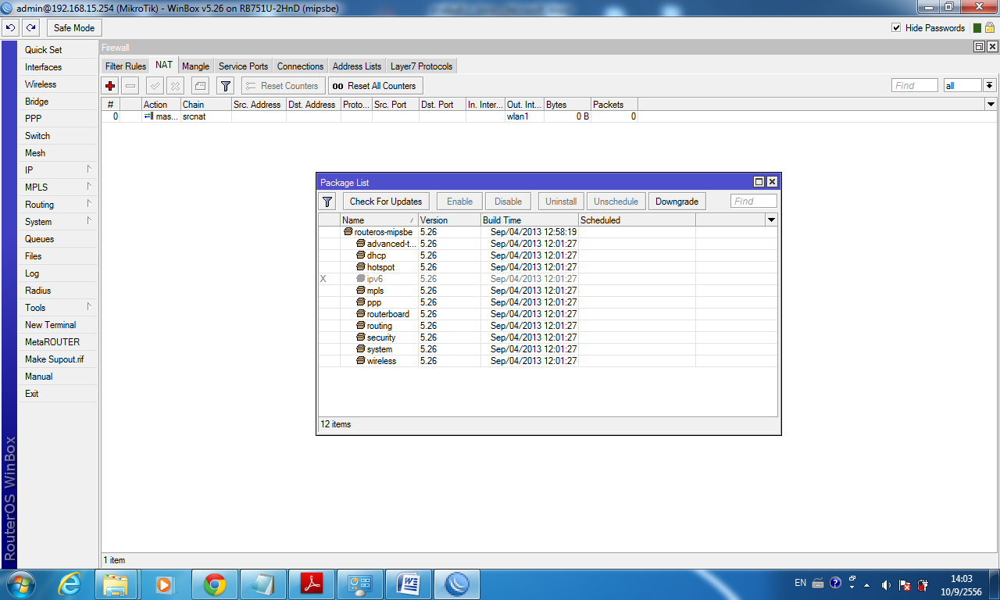 admin@192.168.15.254 (MikroTik) - WinBox v5.26 on RB751U-2HnD (mipsbe)
Safe Mode
Hide Passwords
Quick Set
Interfaces
Wireless
Bridge
PPP
Switch
Mesh
IP
MPLS
Routing
System
Queues
Files
Log
Radius
Tools
New Terminal
MetaROUTER
Make Supout.rif
Manual
Exit
RouterOS WinBox
Firewall
Filter Rules NAT Mangle Service Ports Connections Address Lists Layer7 Protocols
Reset Counters 00 Reset All Counters Find all
# Action Chain Src. Address Dst. Address Proto... Src. Port Dst. Port In. Inter... Out. Int... Bytes Packets
0 mas... srcnat wlan1 0 B 0
Package List
Check For Updates Enable Disable Uninstall Unschedule Downgrade Find
Name Version Build Time Scheduled
routeros-mipsbe 5.26 Sep/04/2013 12:58:19
advanced-t... 5.26 Sep/04/2013 12:01:27
dhcp 5.26 Sep/04/2013 12:01:27
hotspot 5.26 Sep/04/2013 12:01:27
X ipv6 5.26 Sep/04/2013 12:01:27
mpls 5.26 Sep/04/2013 12:01:27
ppp 5.26 Sep/04/2013 12:01:27
routerboard 5.26 Sep/04/2013 12:01:27
routing 5.26 Sep/04/2013 12:01:27
security 5.26 Sep/04/2013 12:01:27
system 5.26 Sep/04/2013 12:01:27
wireless 5.26 Sep/04/2013 12:01:27
12 items
1 item
EN
14:03
10/9/2556